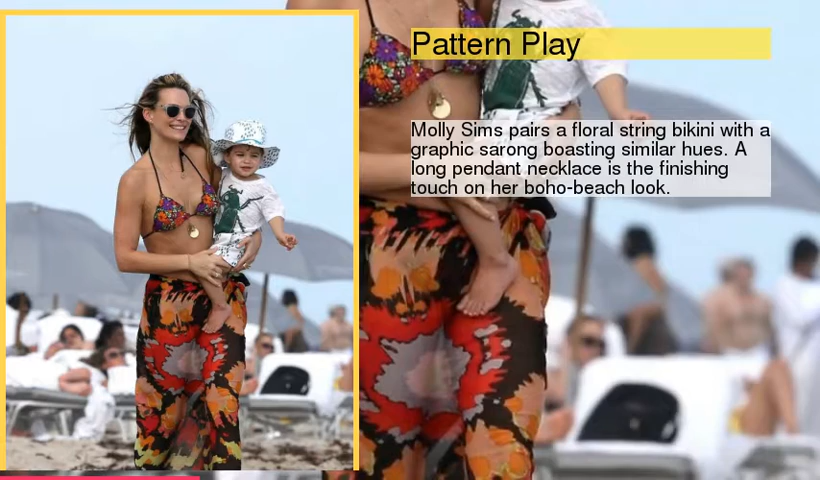 Pattern Play
Molly Sims pairs a floral string bikini with a
graphic sarong boasting similar hues. A
long pendant necklace is the finishing
touch on her boho-beach look.